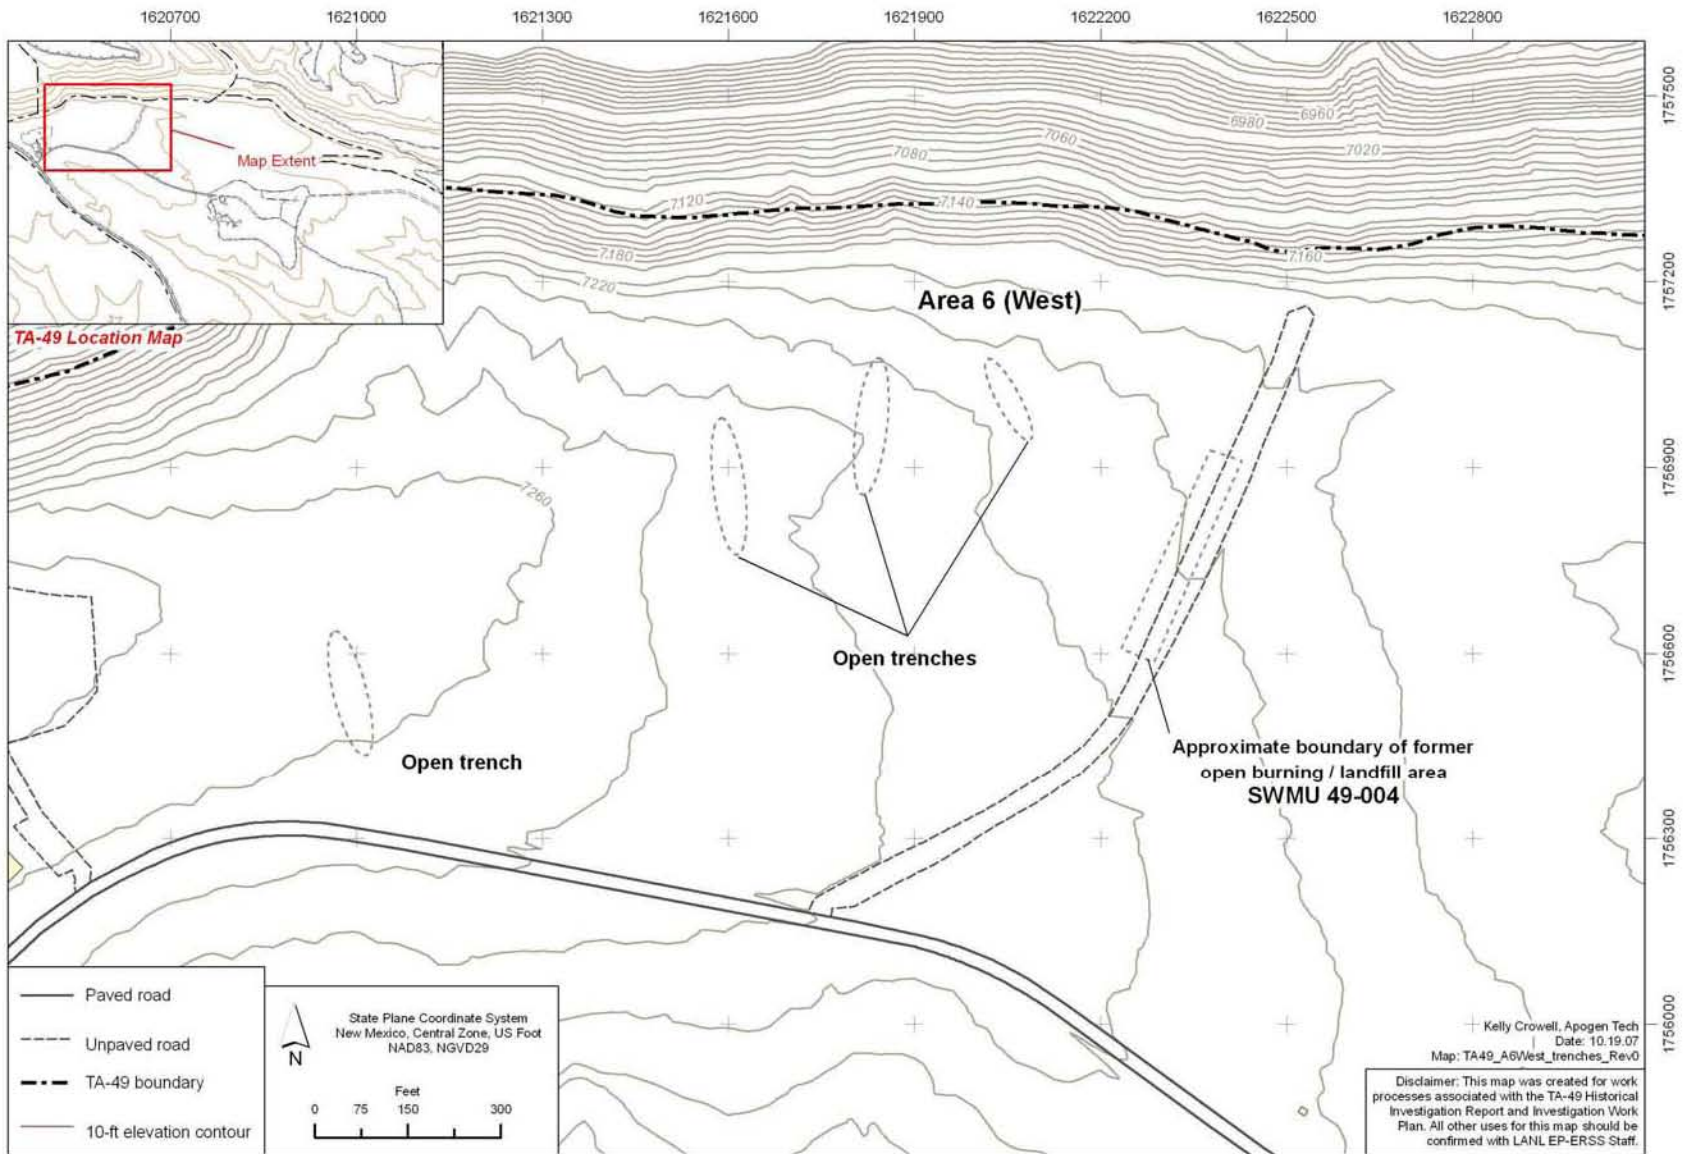 1620700 1621000 1621300 1621600 1621900 1622200 1622500 1622800
1757500
6960
6980
7060
7020
7080
Map Extent
7120
7140
7180
7160
1757200
7220
Area 6 (West)
TA-49 Location Map
1756900
7260
1756600
Open trenches
Open trench
Approximate boundary of former
open burning / landfill area
SWMU 49-004
1756300
1756000
Paved road
Unpaved road
TA-49 boundary
10-ft elevation contour
State Plane Coordinate System
New Mexico, Central Zone, US Foot
NAD83, NGVD29
N
Feet
0 75 150 300
Kelly Crowell, Apogen Tech
Date: 10.19.07
Map: TA49_A6West_trenches_Rev0
Disclaimer: This map was created for work
processes associated with the TA-49 Historical
Investigation Report and Investigation Work
Plan. All other uses for this map should be
confirmed with LANL EP-ERSS Staff.